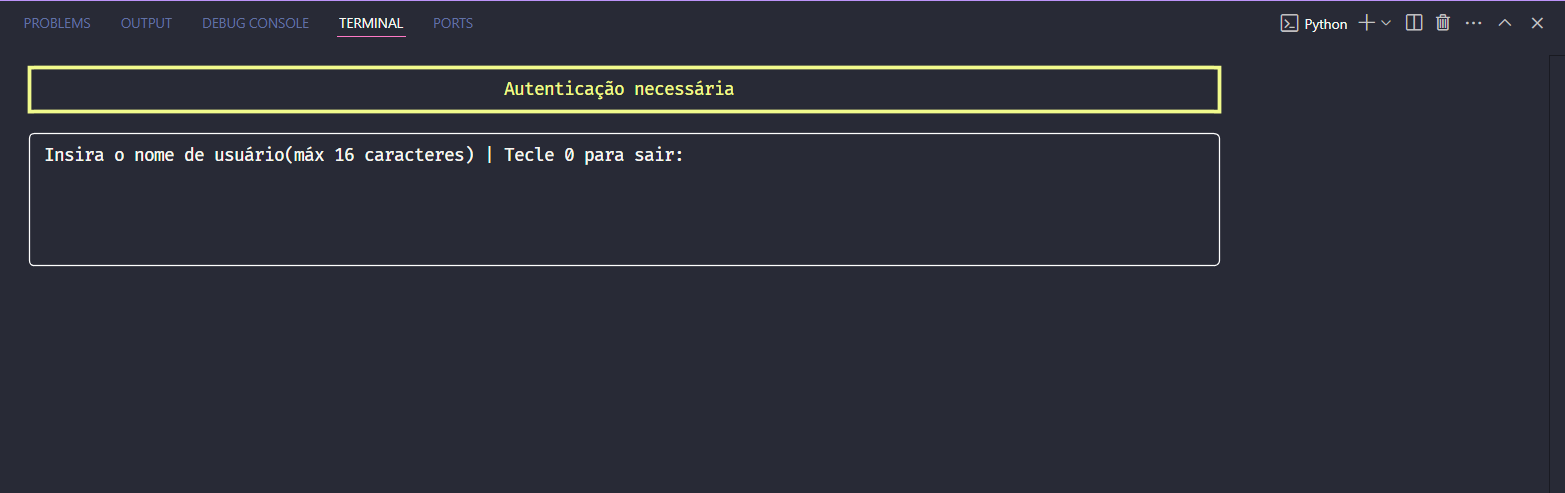 PROBLEMS OUTPUT DEBUG CONSOLE TERMINAL PORTS Python
Autenticação necessária
Insira o nome de usuário(máx 16 caracteres) | Tecle 0 para sair: